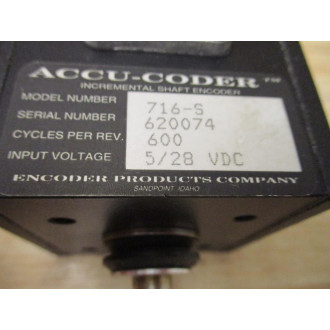 ACCU-CODER™
INCREMENTAL SHAFT ENCODER
MODEL NUMBER 716-S
SERIAL NUMBER 620074
CYCLES PER REV. 600
INPUT VOLTAGE 5/28 VDC
ENCODER PRODUCTS COMPANY
SANDPOINT, IDAHO